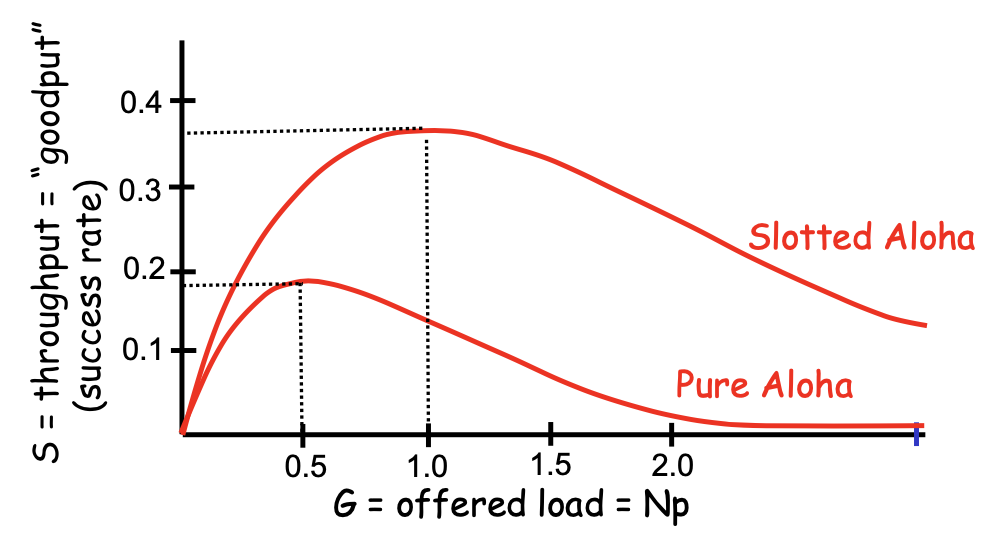 S = throughput = “goodput”
(success rate)
0.4
0.3
0.2
0.1
Slotted Aloha
Pure Aloha
0.5
1.0
1.5
2.0
G = offered load = Np